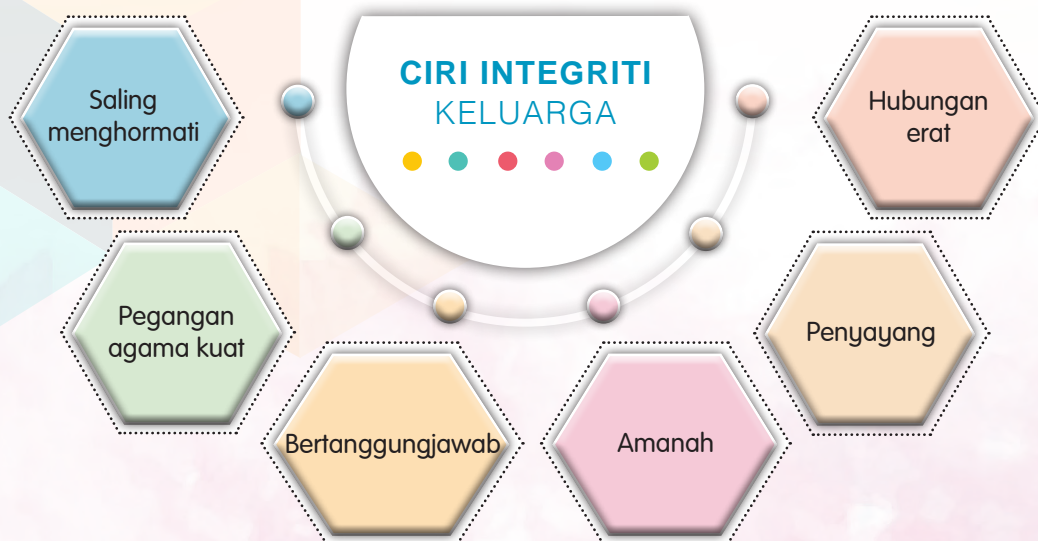 CIRI INTEGRITI
KELUARGA
Saling
menghormati
Pegangan
agama kuat
Bertanggungjawab
Amanah
Penyayang
Hubungan
erat